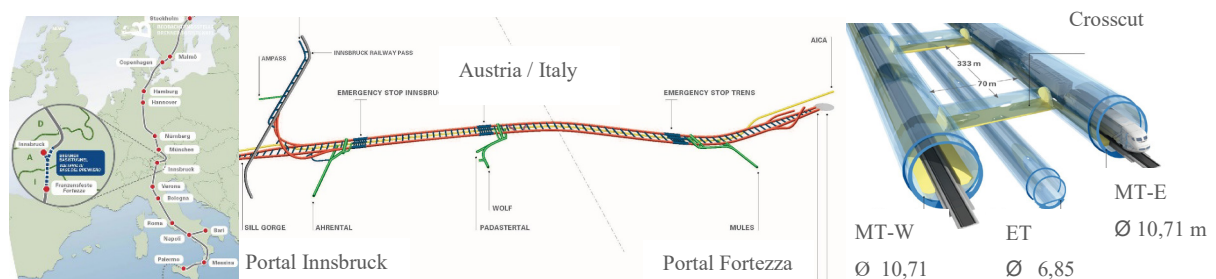 Stockholm
Malmö
Copenhagen
Hamburg
Hannover
Nürnberg
München
Innsbruck
Verona
Bologna
Roma
Napoli
Bari
Palermo
Messina
D
Innsbruck
A
I
Franzensfeste
Fortezza
AMPASS
INNSBRUCK RAILWAY PASS
Austria / Italy
AICA
EMERGENCY STOP INNSBRUC
EMERGENCY STOP TRENS
WOLF
SILL GORGE
AHRENTAL
PADASTERTAL
MULES
Portal Innsbruck
Portal Fortezza
Crosscut
333 m
70 m
MT-E
Ø 10,71 m
MT-W
Ø 10,71
ET
Ø 6,85